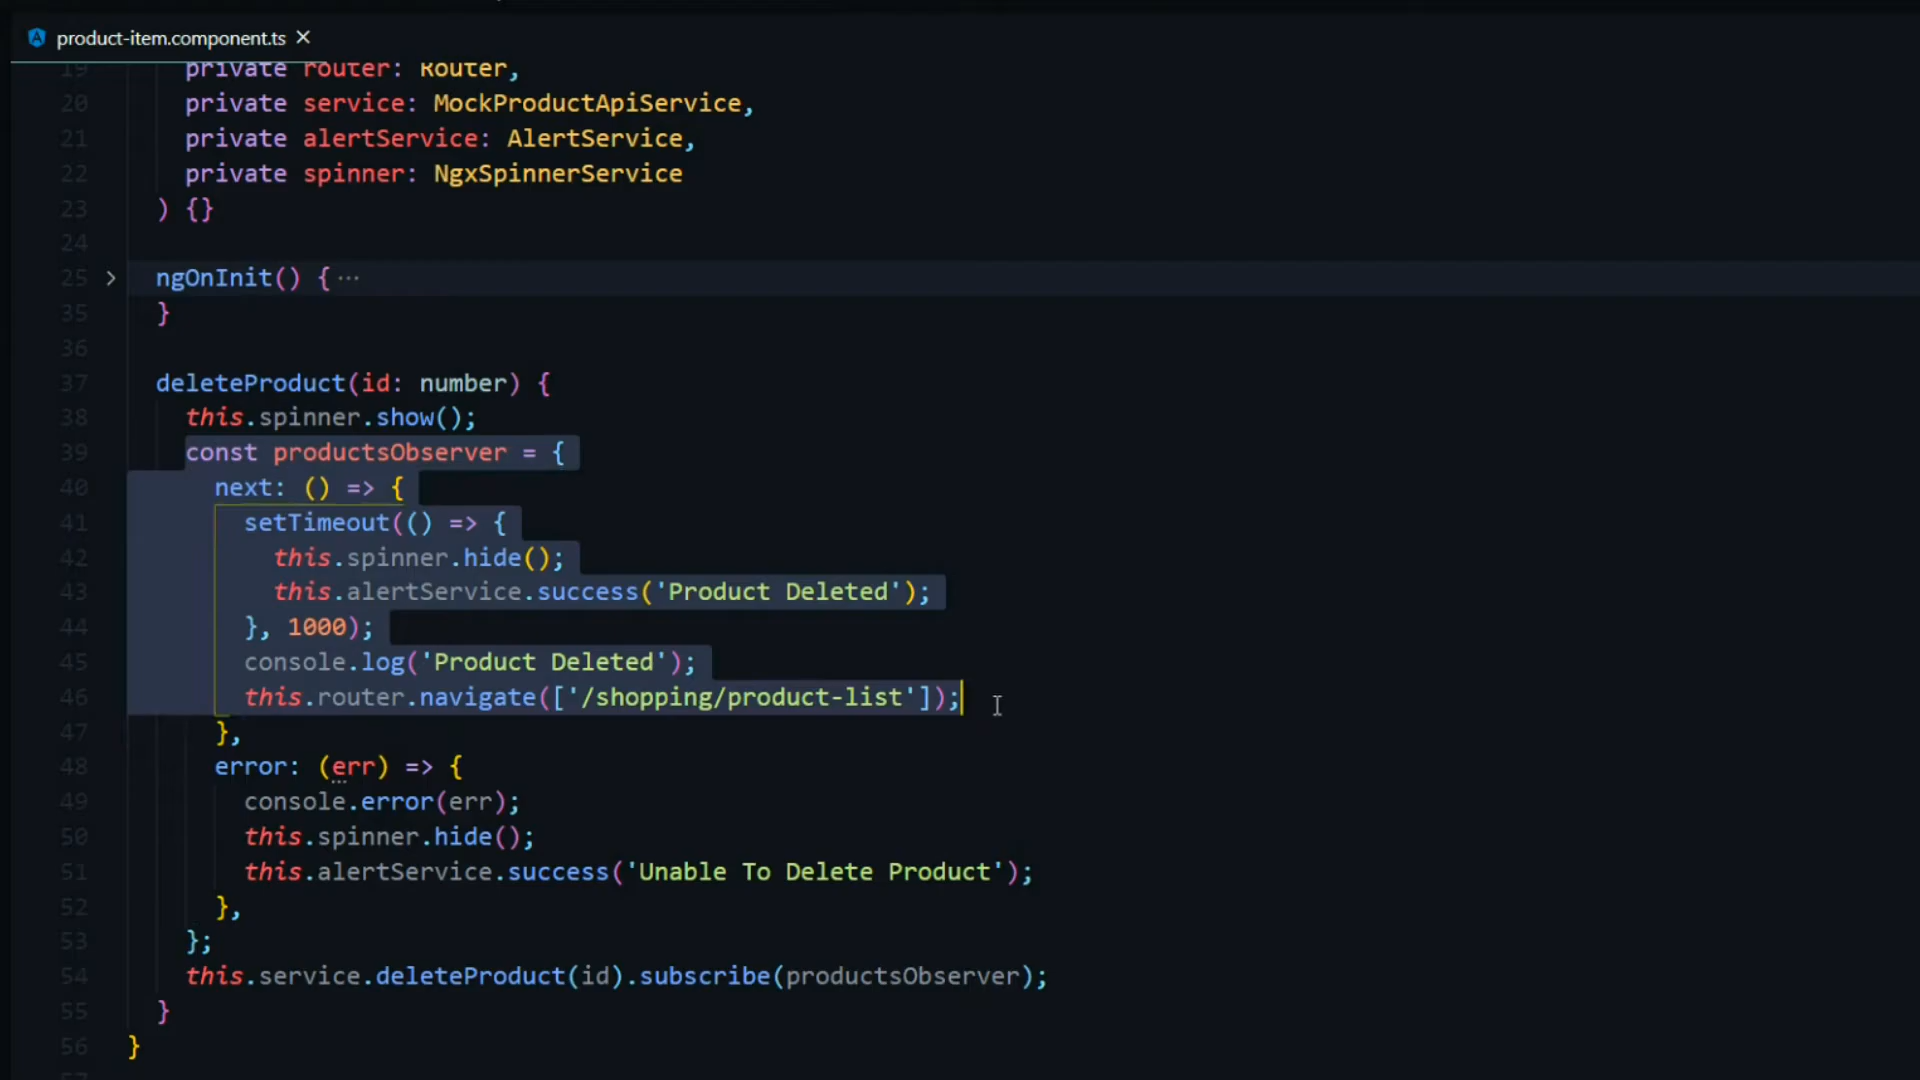 product-item.component.ts ×
19 private router: Router,
20 private service: MockProductApiService,
21 private alertService: AlertService,
22 private spinner: NgxSpinnerService
23 ) {}
24
25 > ngOnInit() { ···
35 }
36
37 deleteProduct(id: number) {
38 this.spinner.show();
39 const productsObserver = {
40 next: () => {
41 setTimeout(() => {
42 this.spinner.hide();
43 this.alertService.success('Product Deleted');
44 }, 1000);
45 console.log('Product Deleted');
46 this.router.navigate(['/shopping/product-list']);
47 },
48 error: (err) => {
49 console.error(err);
50 this.spinner.hide();
51 this.alertService.success('Unable To Delete Product');
52 },
53 };
54 this.service.deleteProduct(id).subscribe(productsObserver);
55 }
56 }
57